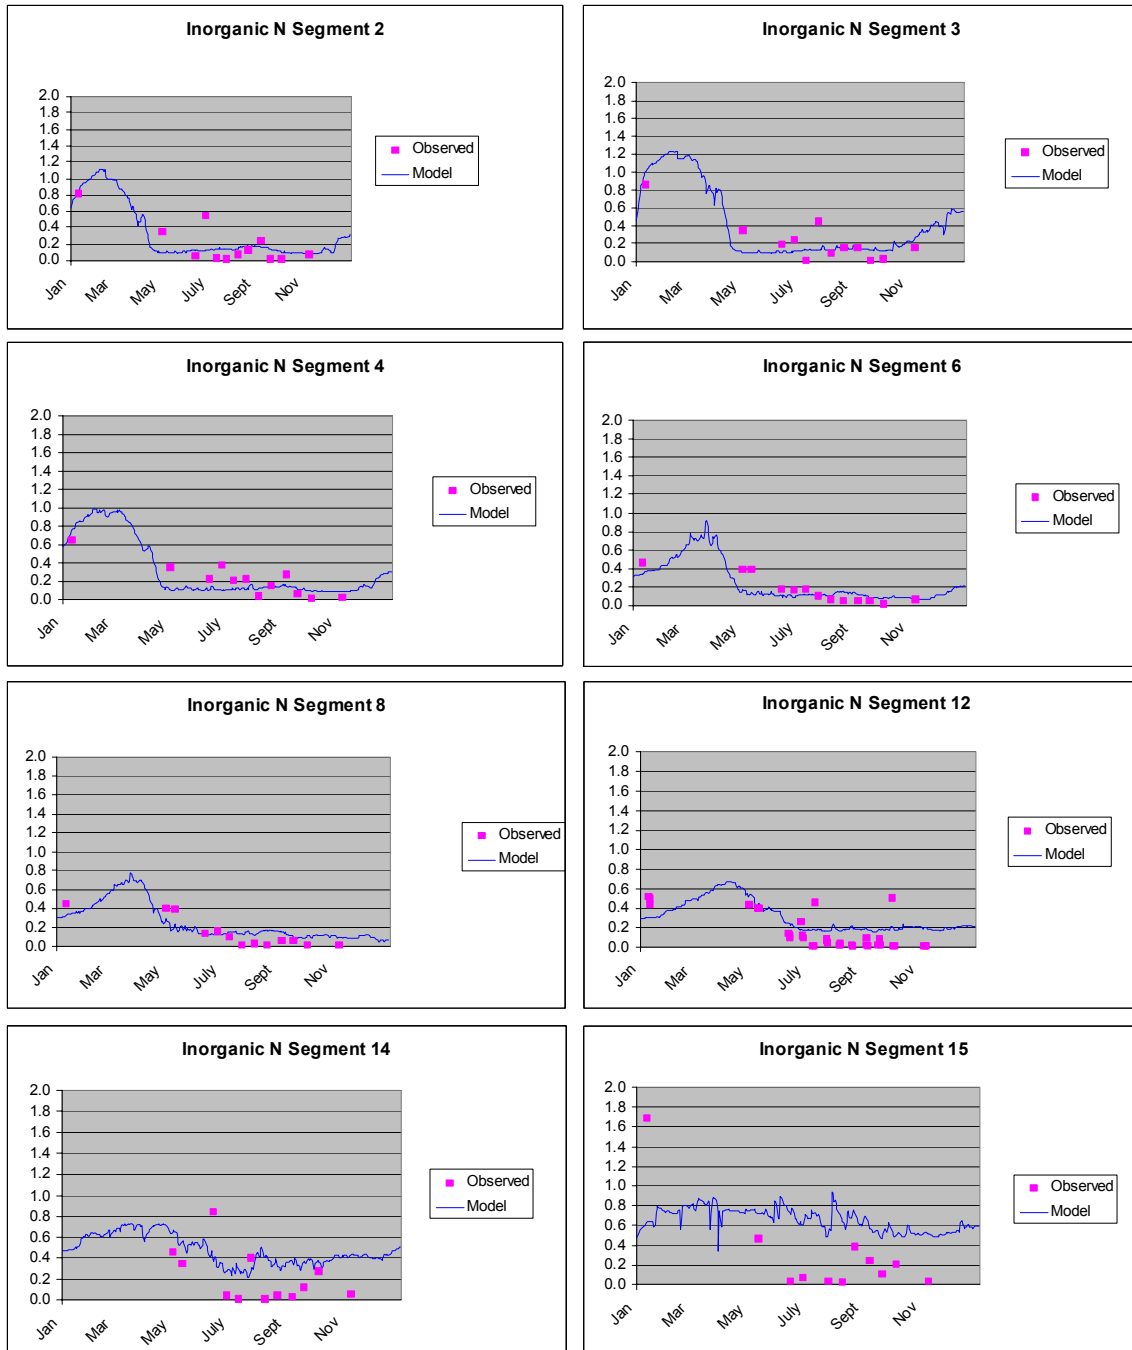 Inorganic N Segment 2
2.0
1.8
1.6
1.4
1.2
1.0
0.8
0.6
0.4
0.2
0.0
Jan
Mar
May
July
Sept
Nov
Observed
Model
Inorganic N Segment 3
2.0
1.8
1.6
1.4
1.2
1.0
0.8
0.6
0.4
0.2
0.0
Jan
Mar
May
July
Sept
Nov
Observed
Model
Inorganic N Segment 4
2.0
1.8
1.6
1.4
1.2
1.0
0.8
0.6
0.4
0.2
0.0
Jan
Mar
May
July
Sept
Nov
Observed
Model
Inorganic N Segment 6
2.0
1.8
1.6
1.4
1.2
1.0
0.8
0.6
0.4
0.2
0.0
Jan
Mar
May
July
Sept
Nov
Observed
Model
Inorganic N Segment 8
2.0
1.8
1.6
1.4
1.2
1.0
0.8
0.6
0.4
0.2
0.0
Jan
Mar
May
July
Sept
Nov
Observed
Model
Inorganic N Segment 12
2.0
1.8
1.6
1.4
1.2
1.0
0.8
0.6
0.4
0.2
0.0
Jan
Mar
May
July
Sept
Nov
Observed
Model
Inorganic N Segment 14
2.0
1.8
1.6
1.4
1.2
1.0
0.8
0.6
0.4
0.2
0.0
Jan
Mar
May
July
Sept
Nov
Observed
Model
Inorganic N Segment 15
2.0
1.8
1.6
1.4
1.2
1.0
0.8
0.6
0.4
0.2
0.0
Jan
Mar
May
July
Sept
Nov
Observed
Model